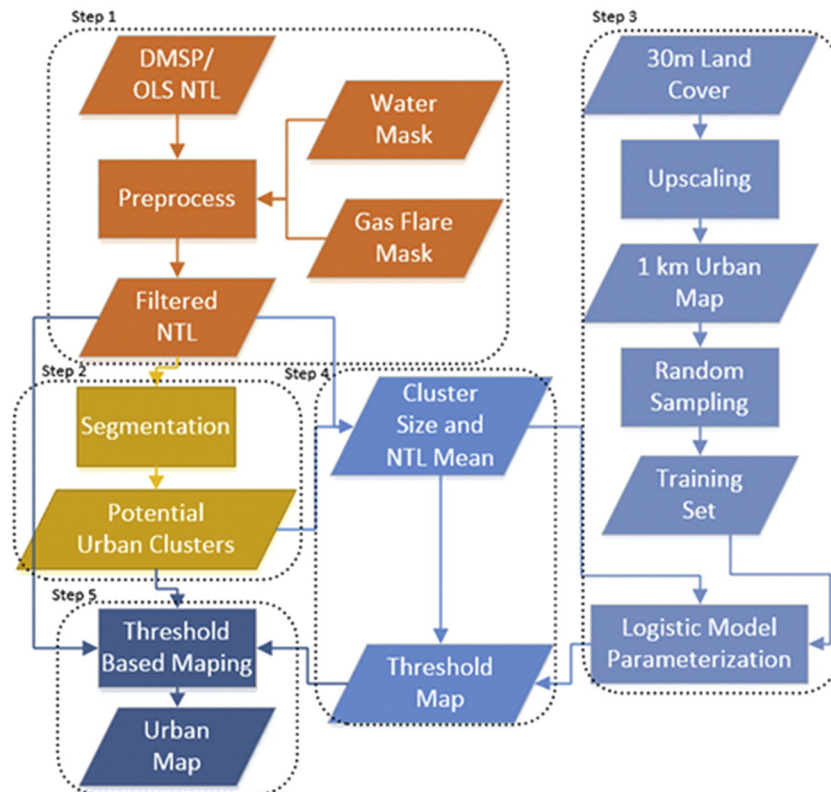 Step 1
DMSP/
OLS NTL
Water
Mask
Preprocess
Gas Flare
Mask
Filtered
NTL
Step 2
Segmentation
Potential
Urban Clusters
Step 3
30m Land
Cover
Upscaling
1 km Urban
Map
Random
Sampling
Training
Set
Logistic Model
Parameterization
Step 4
Cluster
Size and
NTL Mean
Threshold
Map
Step 5
Threshold
Based Maping
Urban
Map